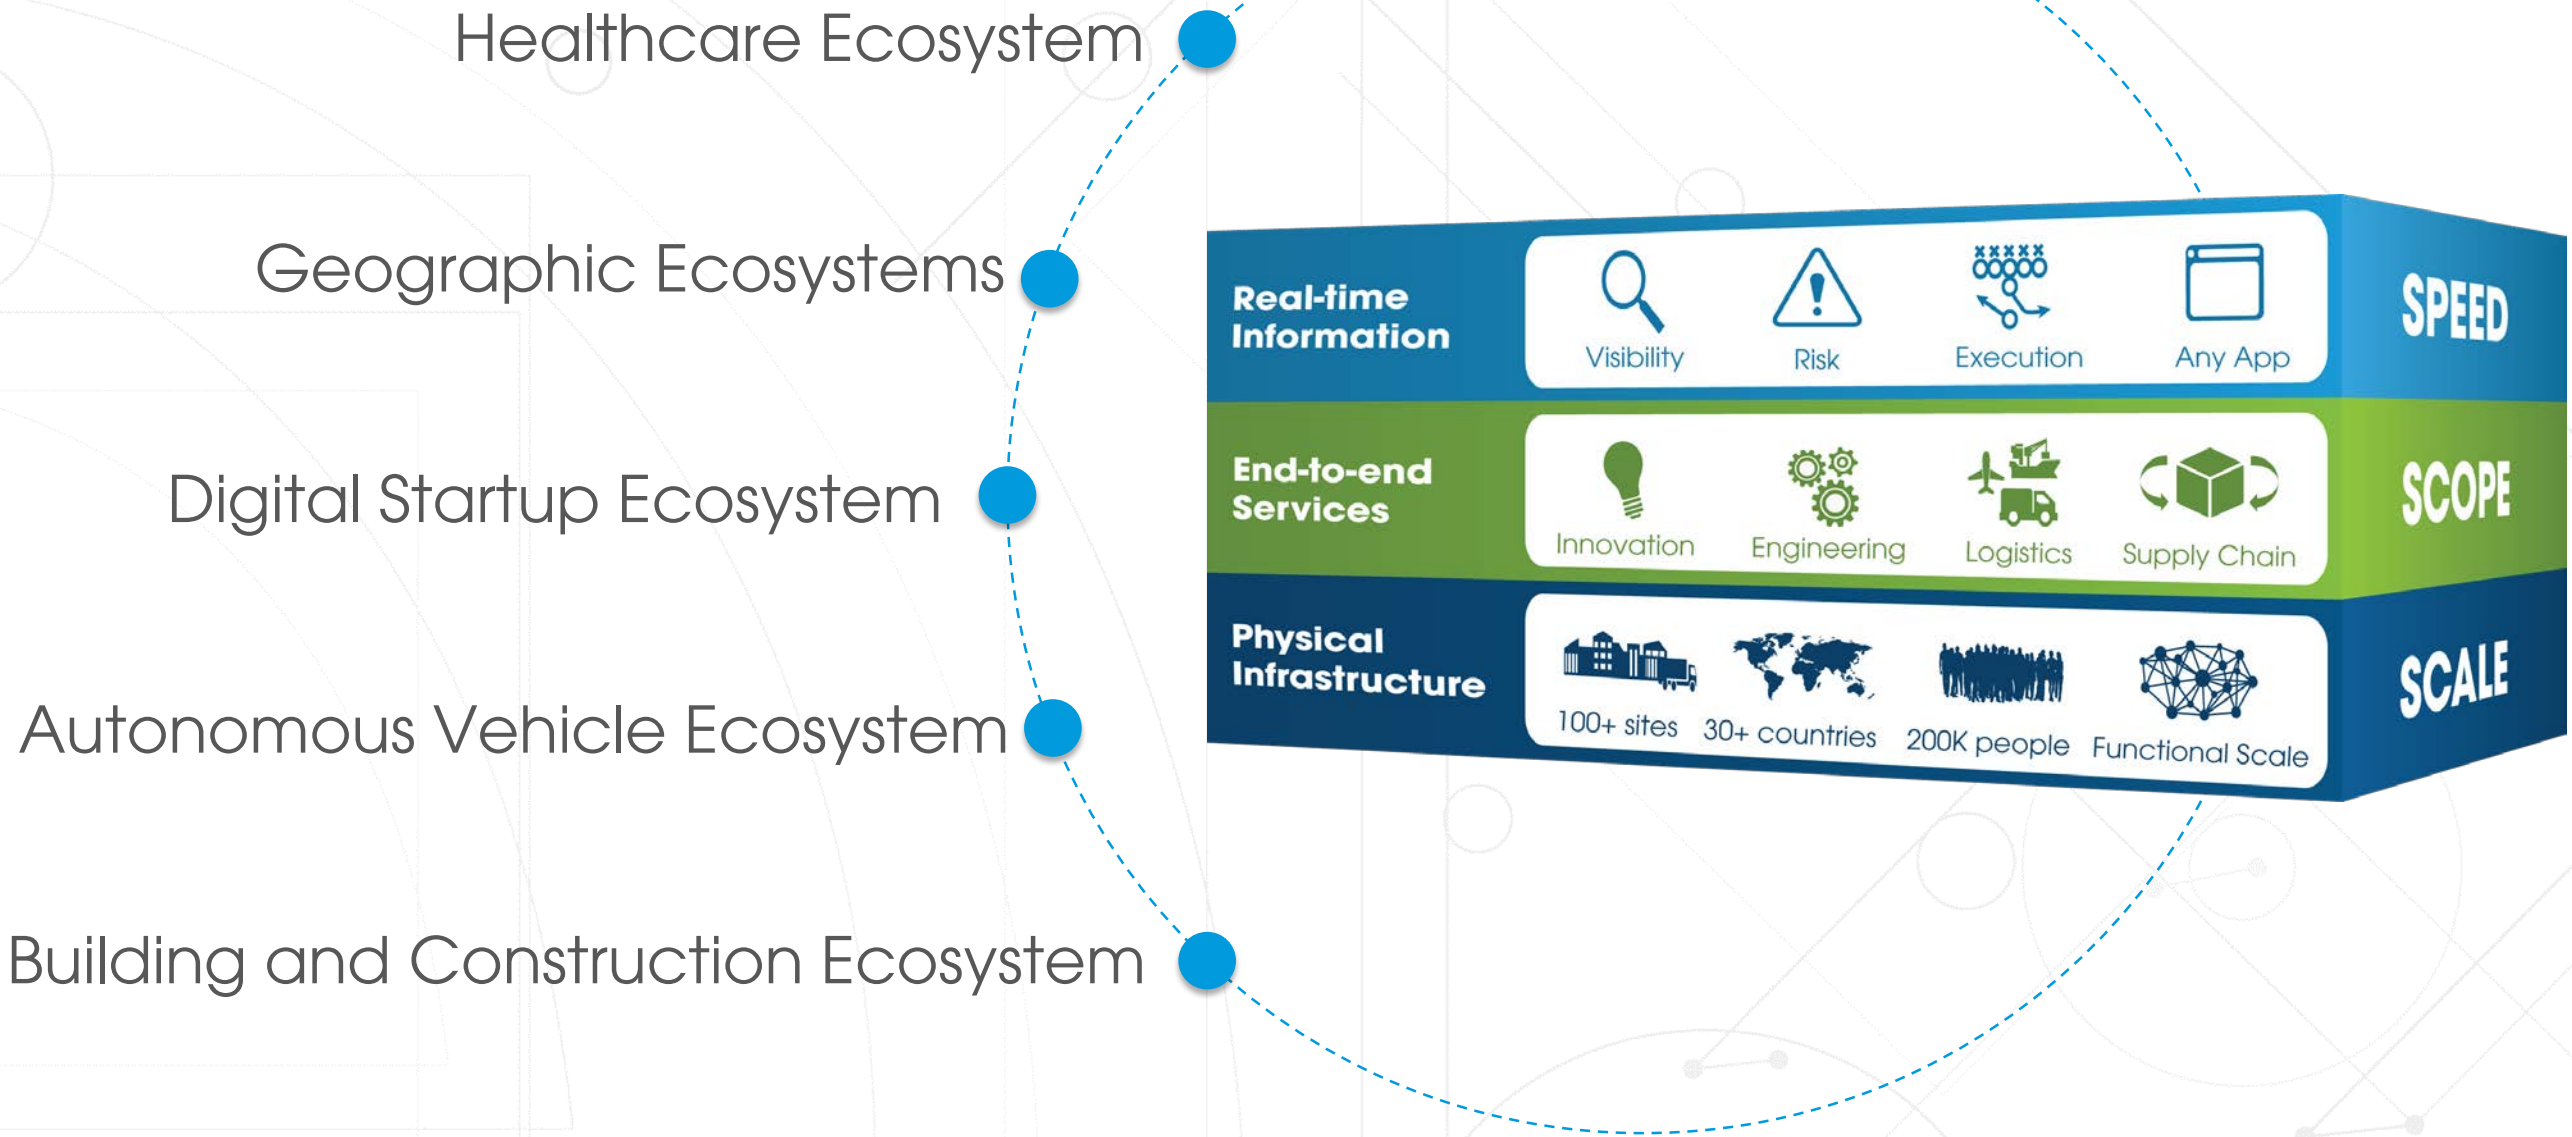 Healthcare Ecosystem
Geographic Ecosystems
Digital Startup Ecosystem
Autonomous Vehicle Ecosystem
Building and Construction Ecosystem
Real-time
Information
Visibility
Risk
Execution
Any App
SPEED
End-to-end
Services
Innovation
Engineering
Logistics
Supply Chain
SCOPE
Physical
Infrastructure
100+ sites
30+ countries
200K people
Functional Scale
SCALE